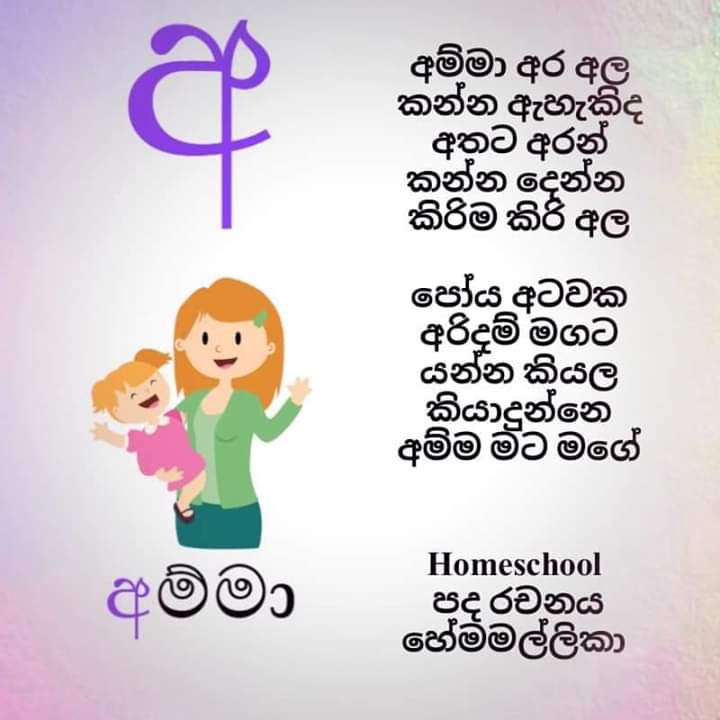 අ
අම්මා
අම්මා අර අල
කන්න ඇහැකිද
අතට අරන්
කන්න දෙන්න
කිරිම කිරි අල
පෝය අටවක
අරිදම් මගට
යන්න කියල
කියාදුන්නෙ
අම්ම මට මගේ
Homeschool
පද රචනය
හේමමල්ලිකා